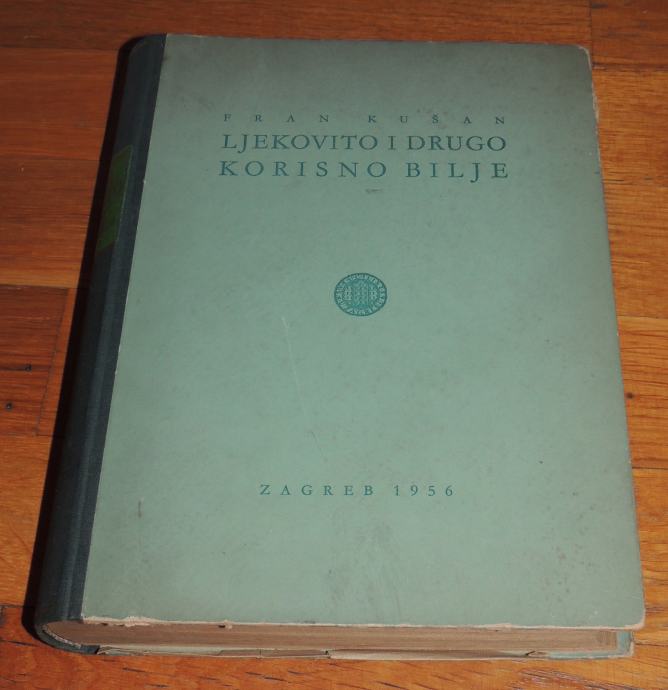 FRAN KUŠAN
LJEKOVITO I DRUGO
KORISNO BILJE
ZAGREB 1956